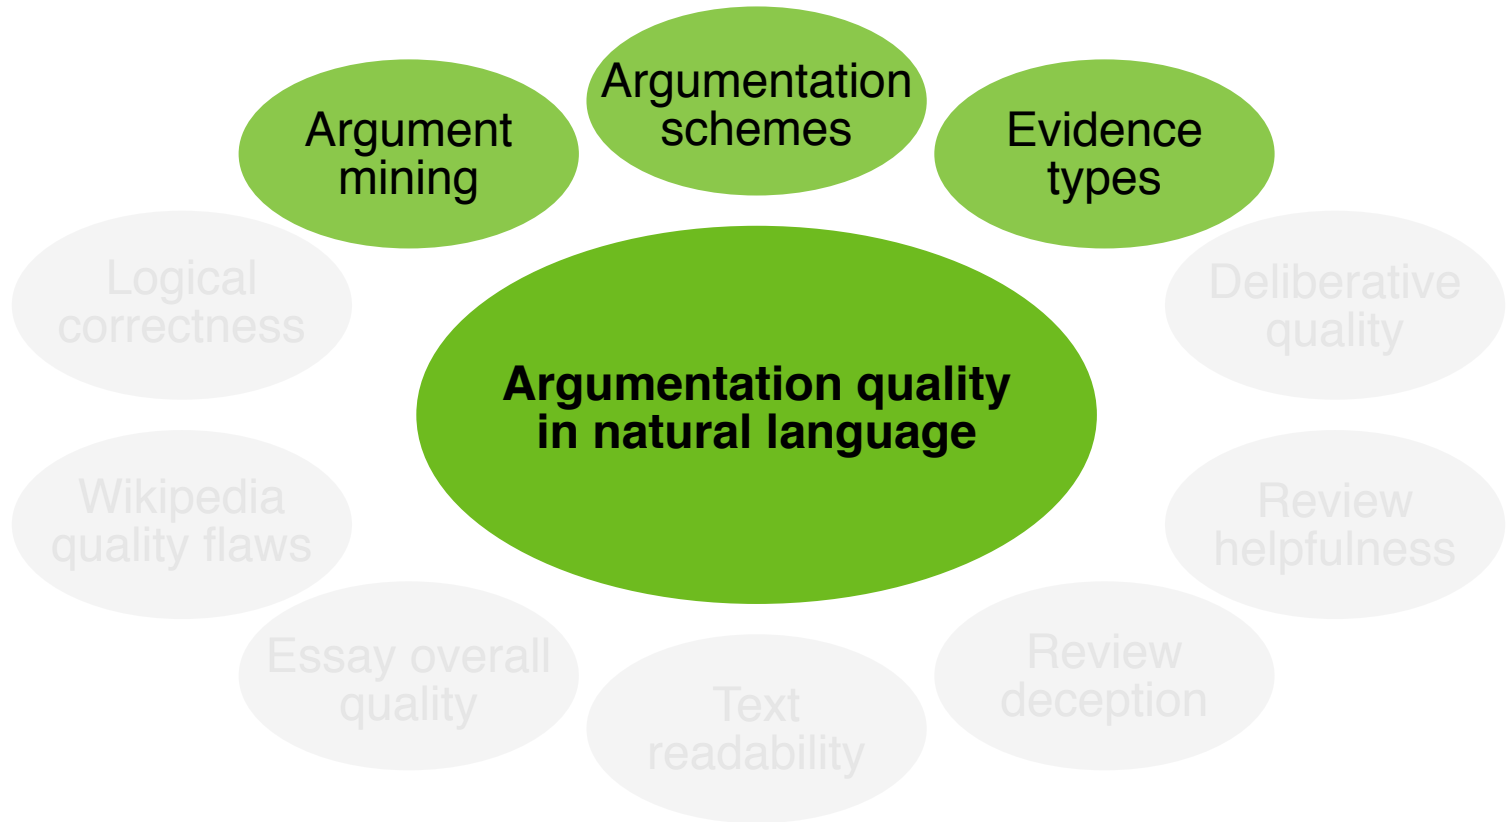 Argumentation
schemes
Argument
mining
Evidence
types
Logical
correctness
Deliberative
quality
Argumentation quality
in natural language
Wikipedia
quality flaws
Review
helpfulness
Essay overall
quality
Review
deception
Text
readability